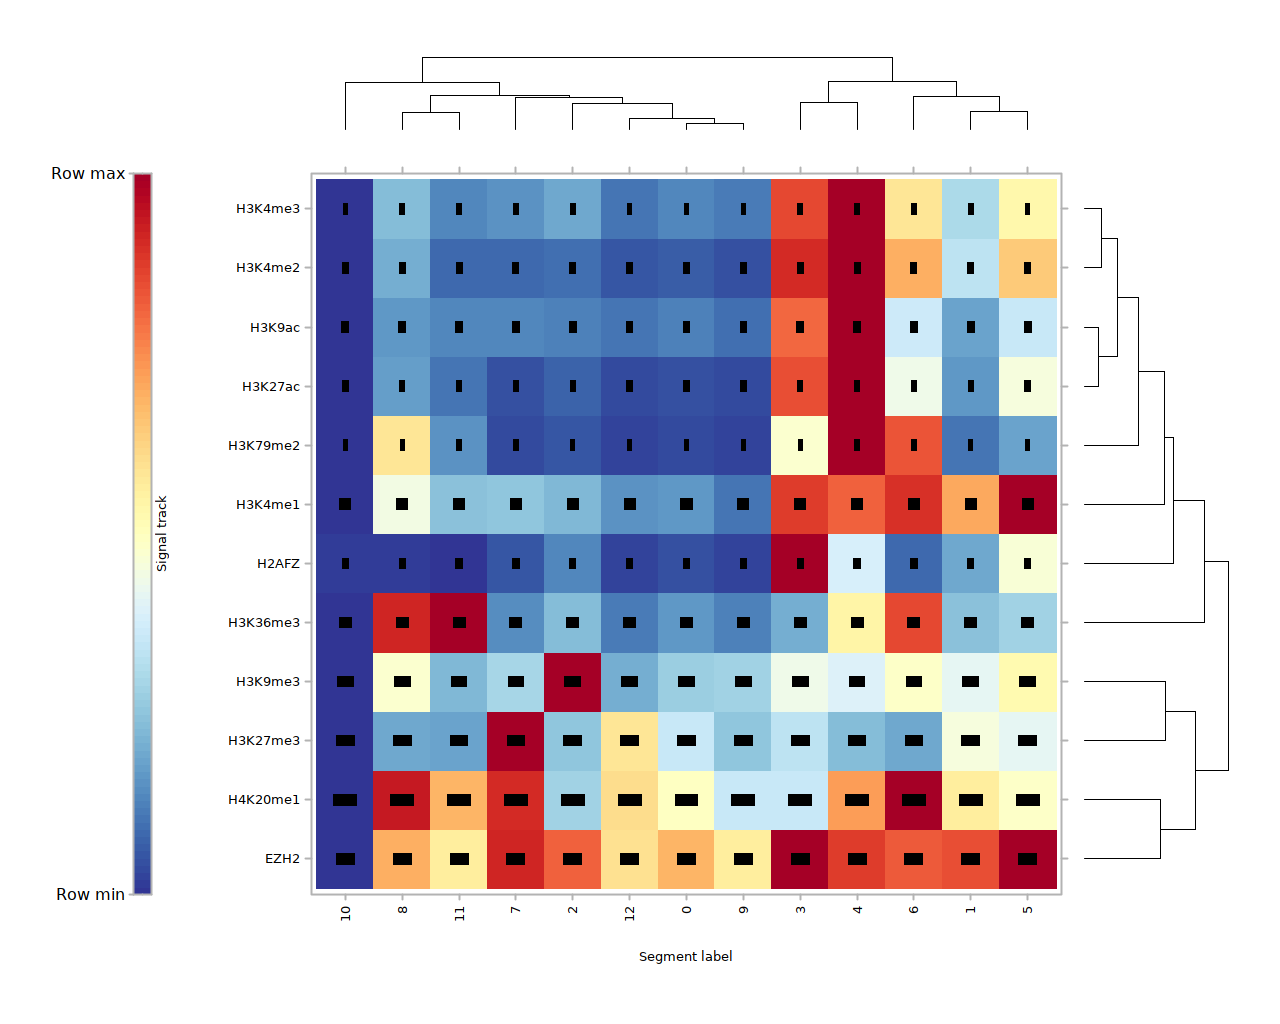 Row max
Row min
Signal track
H3K4me3
H3K4me2
H3K9ac
H3K27ac
H3K79me2
H3K4me1
H2AFZ
H3K36me3
H3K9me3
H3K27me3
H4K20me1
EZH2
10 8 11 7 2 12 0 9 3 4 6 1 5
Segment label